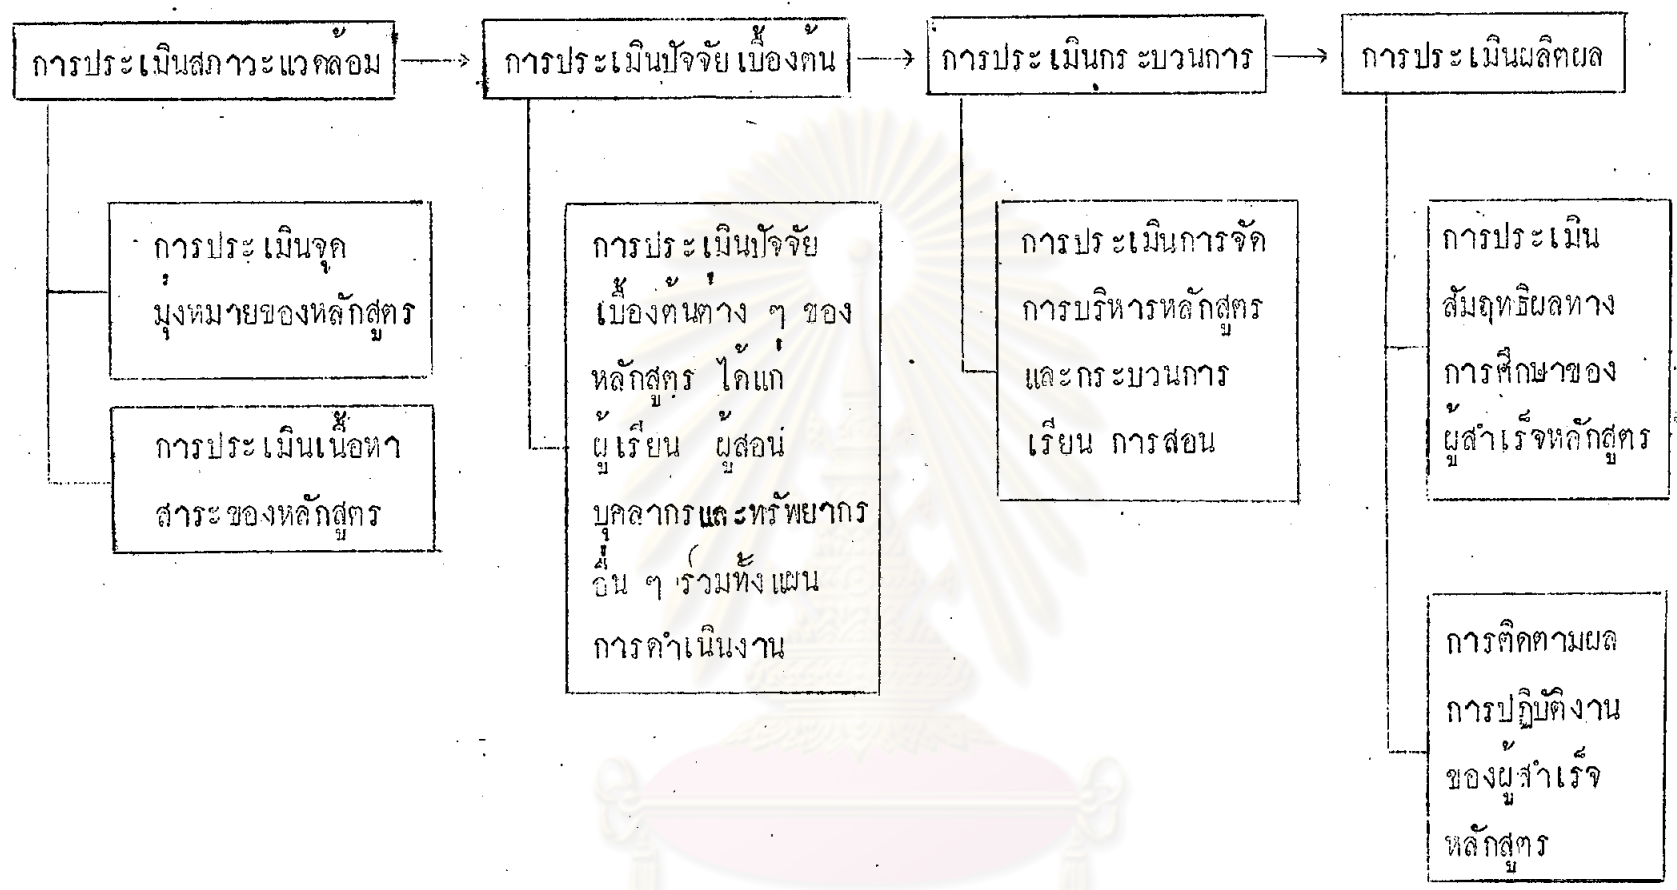 การประเมินสภาวะแวดล้อม
การประเมินปัจจัยเบื้องต้น
การประเมินกระบวนการ
การประเมินผลิตผล
การประเมินจุด
มุ่งหมายของหลักสูตร
การประเมินเนื้อหา
สาระของหลักสูตร
การประเมินปัจจัย
เบื้องต้นต่าง ๆ ของ
หลักสูตร ได้แก่
ผู้เรียน ผู้สอน
บุคลากรและทรัพยากร
อื่น ๆ ร่วมทั้งแผน
การดำเนินงาน
การประเมินการจัด
การบริหารหลักสูตร
และกระบวนการ
เรียน การสอน
การประเมิน
สัมฤทธิผลทาง
การศึกษาของ
ผู้สำเร็จหลักสูตร
การติดตามผล
การปฏิบัติงาน
ของผู้สำเร็จ
หลักสูตร